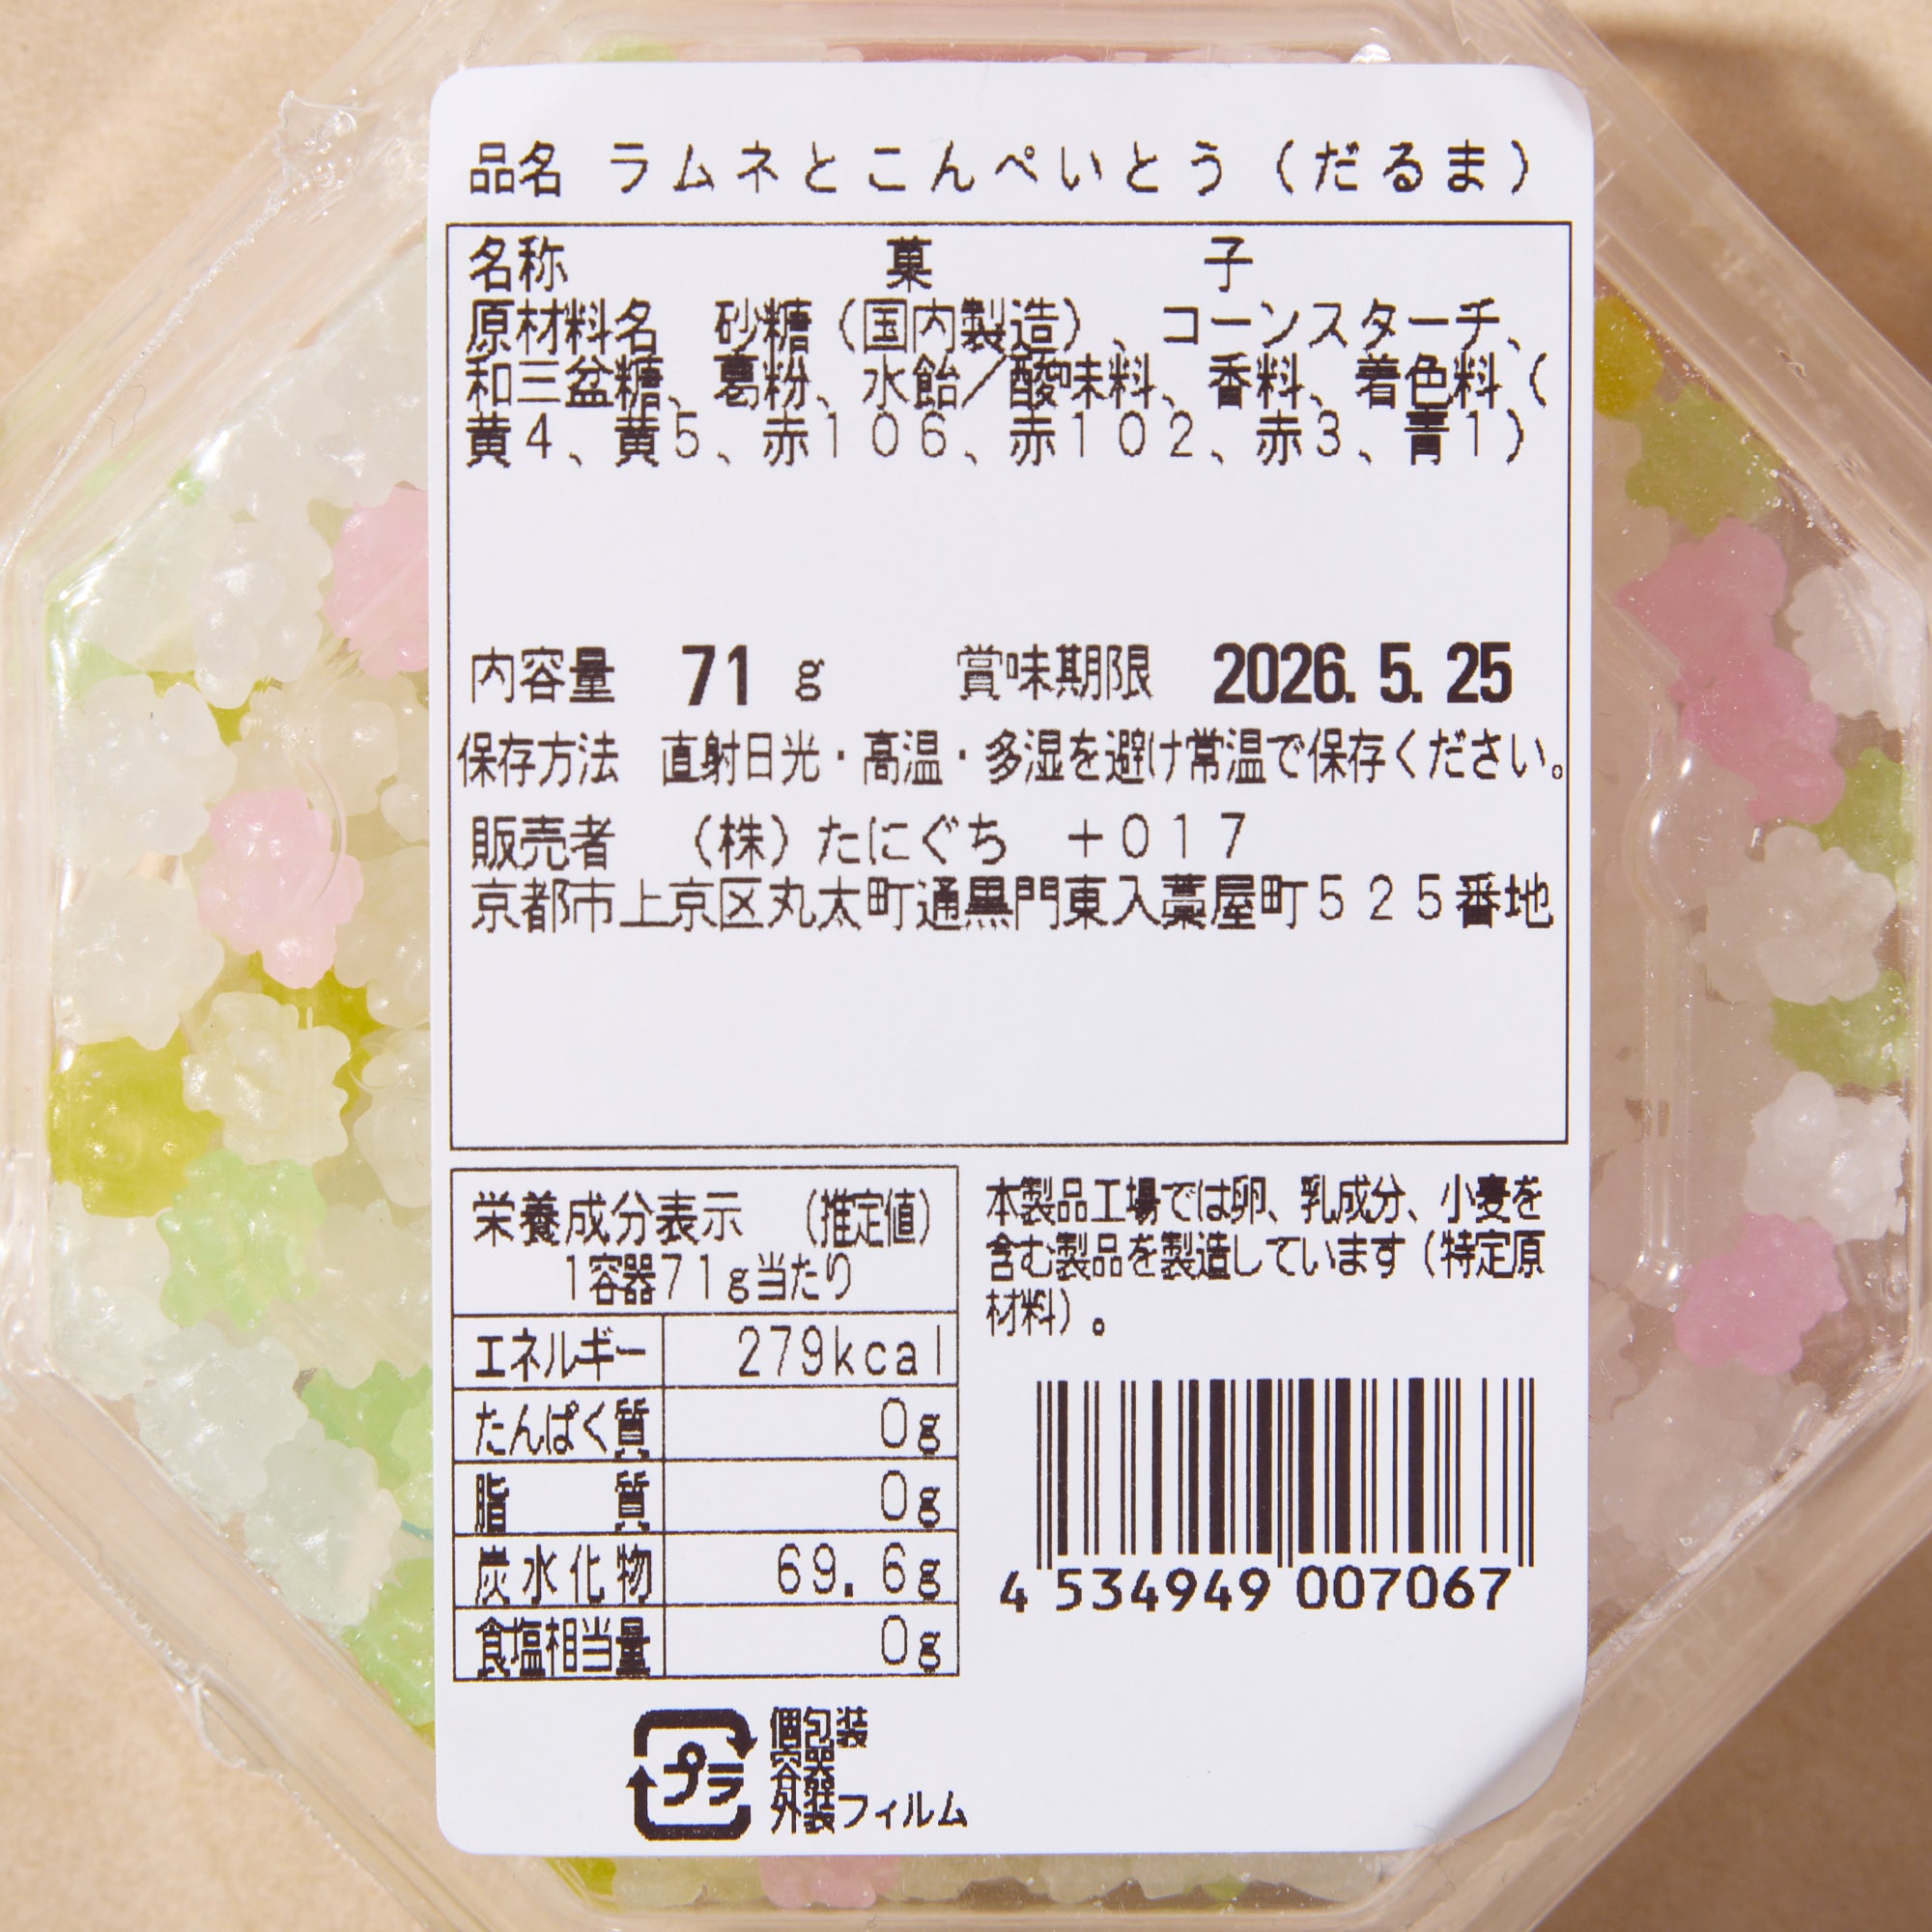 品名 ラムネとこんぺいとう(だるま)
名称 菓子
原材料名 砂糖(国内製造)、コーンスターチ、
和三盆糖、葛粉、水飴/酸味料、香料、着色料(
黄4、黄5、赤106、赤102、赤3、青1)
内容量 71g 賞味期限 2026.5.25
保存方法 直射日光・高温・多湿を避け常温で保存ください。
販売者 (株)たにぐち +017
京都市上京区丸太町通黒門東入藁屋町525番地
栄養成分表示 (推定値)
1容器71g当たり
エネルギー 279kcal
たんぱく質 0g
脂質 0g
炭水化物 69.6g
食塩相当量 0g
本製品工場では卵、乳成分、小麦を
含む製品を製造しています(特定原
材料)。
4 534949 007067
プラ
個包装
容器
外装フィルム